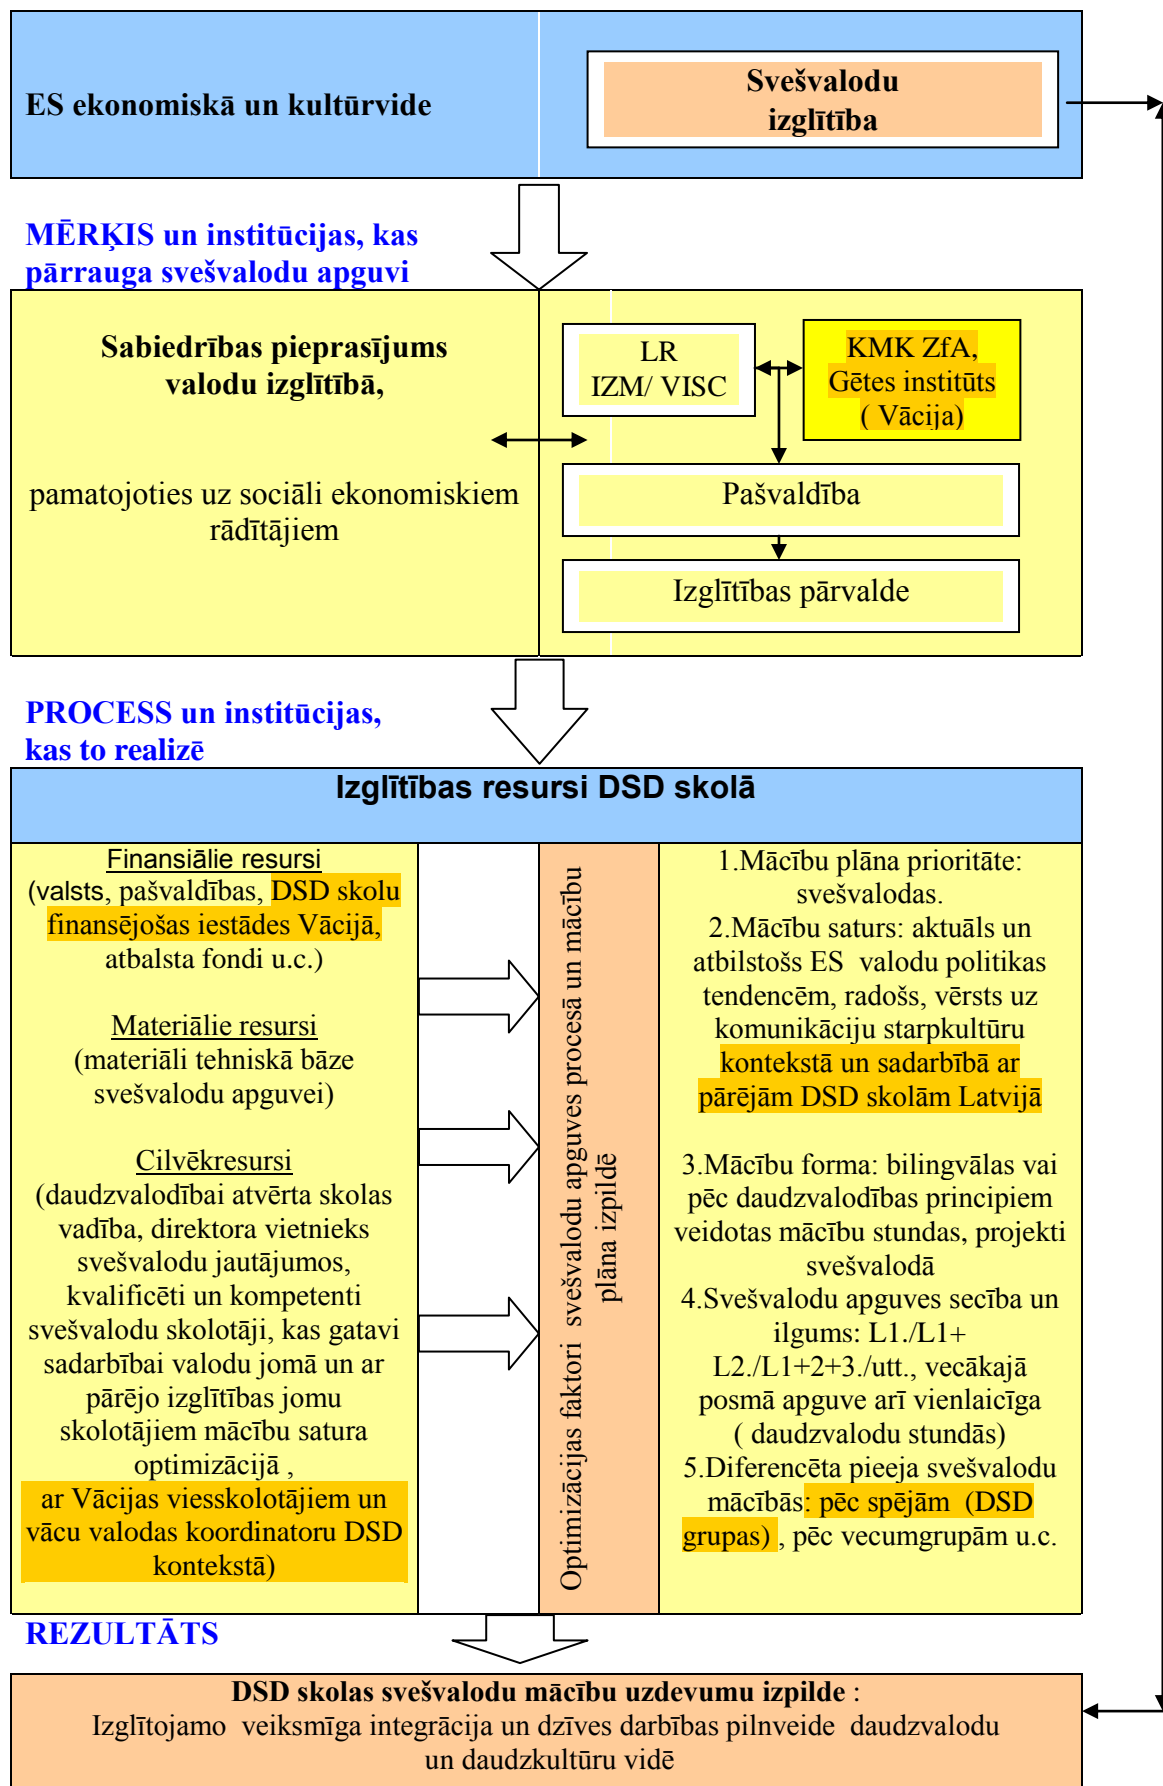 ES ekonomiskā un kultūrvide
Svešvalodu
izglītība
MĒRĶIS un institūcijas, kas
pārrauga svešvalodu apguvi
Sabiedrības pieprasījums
valodu izglītībā,
pamatojoties uz sociāli ekonomiskiem
rādītājiem
LR
IZM/ VISC
KMK ZfA,
Gētes institūts
( Vācija)
Pašvaldība
Izglītības pārvalde
PROCESS un institūcijas,
kas to realizē
Izglītības resursi DSD skolā
Finansiālie resursi
(valsts, pašvaldības, DSD skolu
finansējošas iestādes Vācijā,
atbalsta fondi u.c.)
Materiālie resursi
(materiāli tehniskā bāze
svešvalodu apguvei)
Cilvēkresursi
(daudzvalodībai atvērta skolas
vadība, direktora vietnieks
svešvalodu jautājumos,
kvalificēti un kompetenti
svešvalodu skolotāji, kas gatavi
sadarbībai valodu jomā un ar
pārējo izglītības jomu
skolotājiem mācību satura
optimizācijā ,
ar Vācijas viesskolotājiem un
vācu valodas koordinatoru DSD
kontekstā)
Optimizācijas faktori svešvalodu apguves procesā un mācību
plāna izpildē
1.Mācību plāna prioritāte:
svešvalodas.
2.Mācību saturs: aktuāls un
atbilstošs ES valodu politikas
tendencēm, radošs, vērsts uz
komunikāciju starpkultūru
kontekstā un sadarbībā ar
pārējām DSD skolām Latvijā
3.Mācību forma: bilingvālas vai
pēc daudzvalodības principiem
veidotas mācību stundas, projekti
svešvalodā
4.Svešvalodu apguves secība un
ilgums: L1./L1+
L2./L1+2+3./utt., vecākajā
posmā apguve arī vienlaicīga
( daudzvalodu stundās)
5.Diferencēta pieeja svešvalodu
mācībās: pēc spējām (DSD
grupas) , pēc vecumgrupām u.c.
REZULTĀTS
DSD skolas svešvalodu mācību uzdevumu izpilde :
Izglītojamo veiksmīga integrācija un dzīves darbības pilnveide daudzvalodu
un daudzkultūru vidē